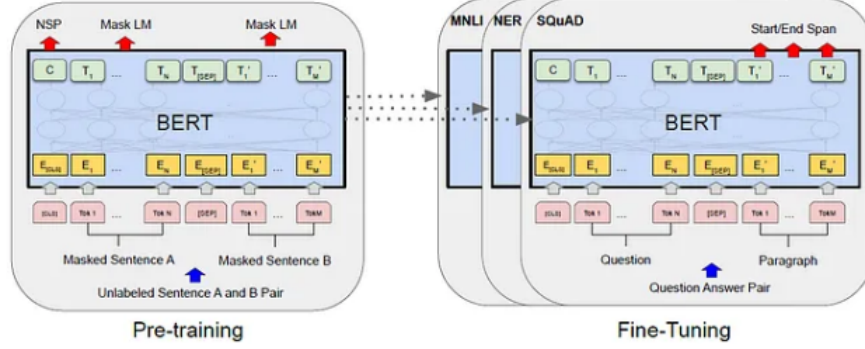 NSP Mask LM Mask LM
C T1 ... TN T[SEP] T1' ... TM'
BERT
E[CLS] E1 ... EN E[SEP] E1' ... EM'
[CLS] Tok 1 ... Tok N [SEP] Tok 1 ... TokM
Masked Sentence A Masked Sentence B
Unlabeled Sentence A and B Pair
Pre-training
MNLI NER SQuAD Start/End Span
C T1 ... TN T[SEP] T1' ... TM'
BERT
E[CLS] E1 ... EN E[SEP] E1' ... EM'
[CLS] Tok 1 ... Tok N [SEP] Tok 1 ... TokM
Question Paragraph
Question Answer Pair
Fine-Tuning